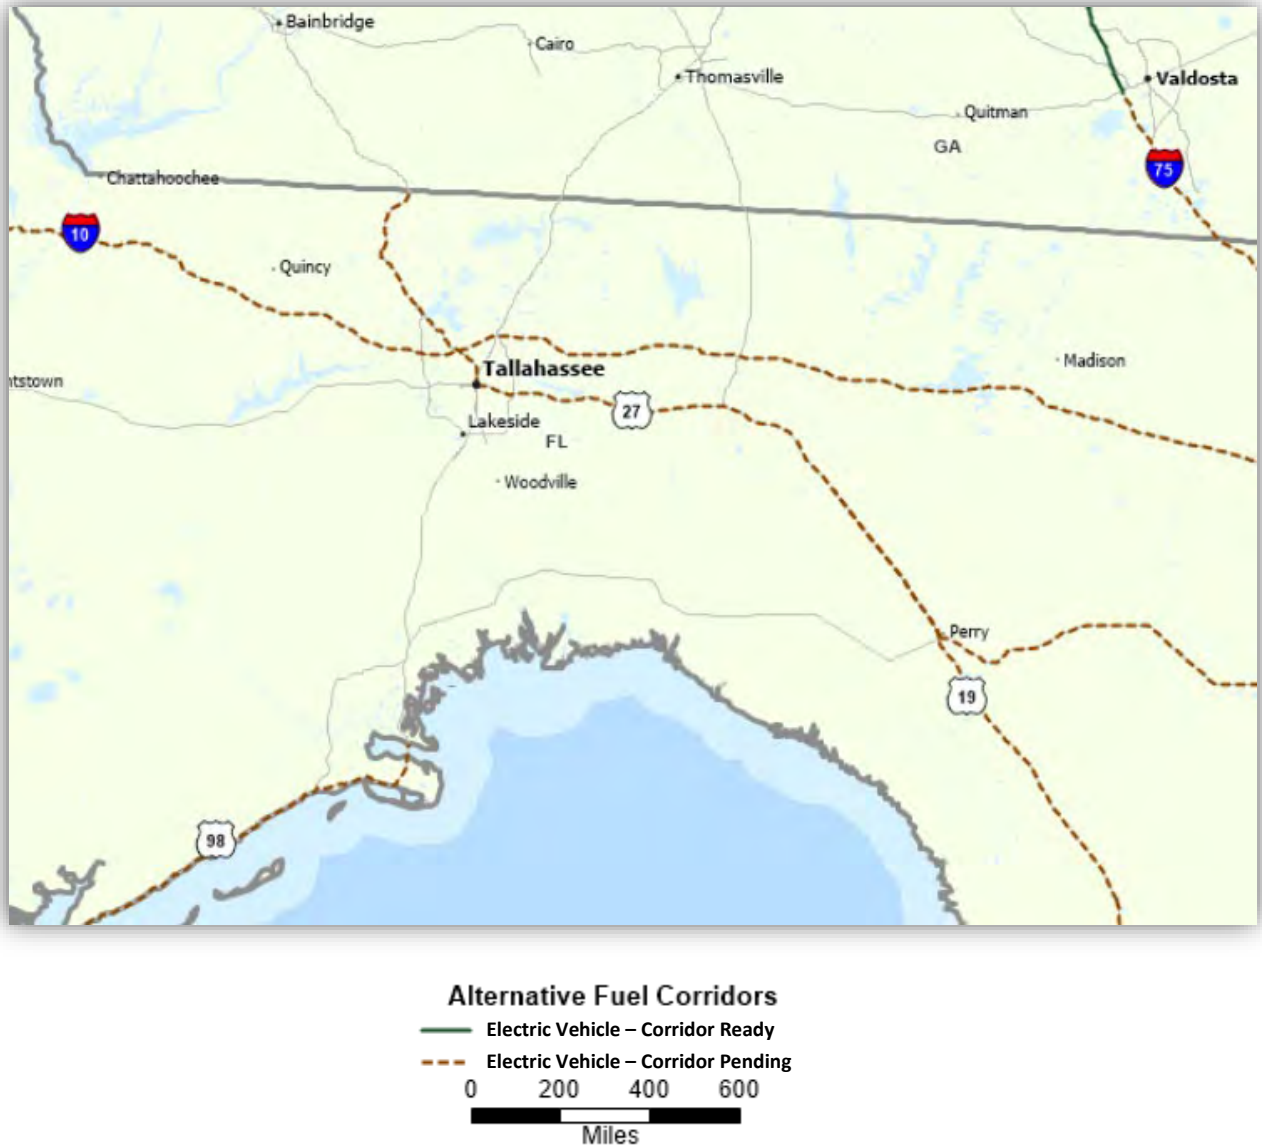 Bainbridge
Cairo
Thomasville
Valdosta
Quitman
GA
75
Chattahoochee
10
Quincy
Madison
Tallahassee
ntstown
27
Lakeside
FL
Woodville
Perry
19
98
Alternative Fuel Corridors
Electric Vehicle – Corridor Ready
Electric Vehicle – Corridor Pending
0 200 400 600
Miles